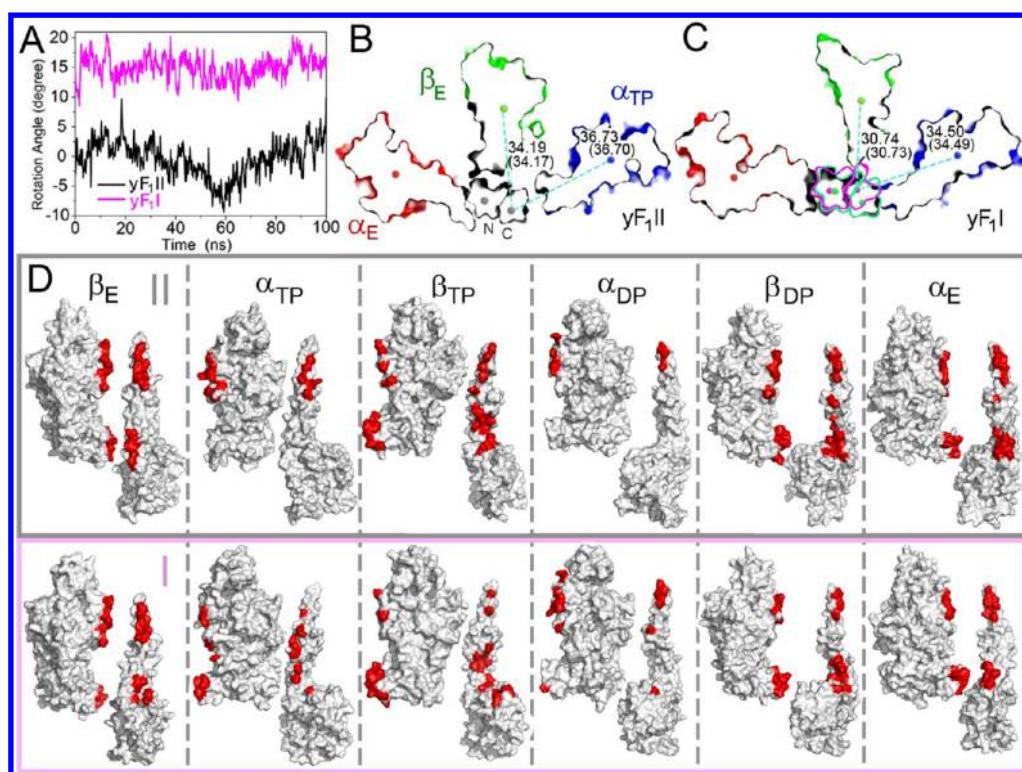 A
B
C
20
15
10
5
0
-5
-10
Rotation Angle (degree)
yF₁II
yF₁I
0 20 40 60 80 100
Time (ns)
βE
αTP
αE
34.19
(34.17)
36.73
(36.70)
N C
yF₁II
30.74
(30.73)
34.50
(34.49)
yF₁I
D
βE II αTP βTP αDP βDP αE
I